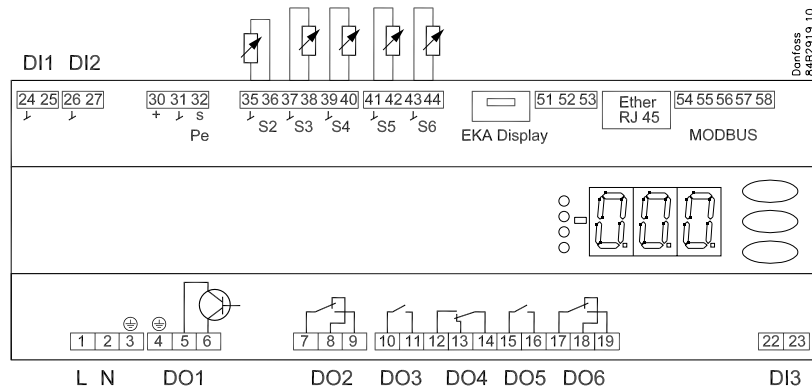 Danfoss
84B2919.10
DI1 DI2
24 25 26 27 30 31 32 35 36 37 38 39 40 41 42 43 44 51 52 53 Ether RJ 45 54 55 56 57 58
+ s S2 S3 S4 S5 S6
Pe EKA Display MODBUS
000
1 2 3 4 5 6 7 8 9 10 11 12 13 14 15 16 17 18 19 22 23
L N DO1 DO2 DO3 DO4 DO5 DO6 DI3